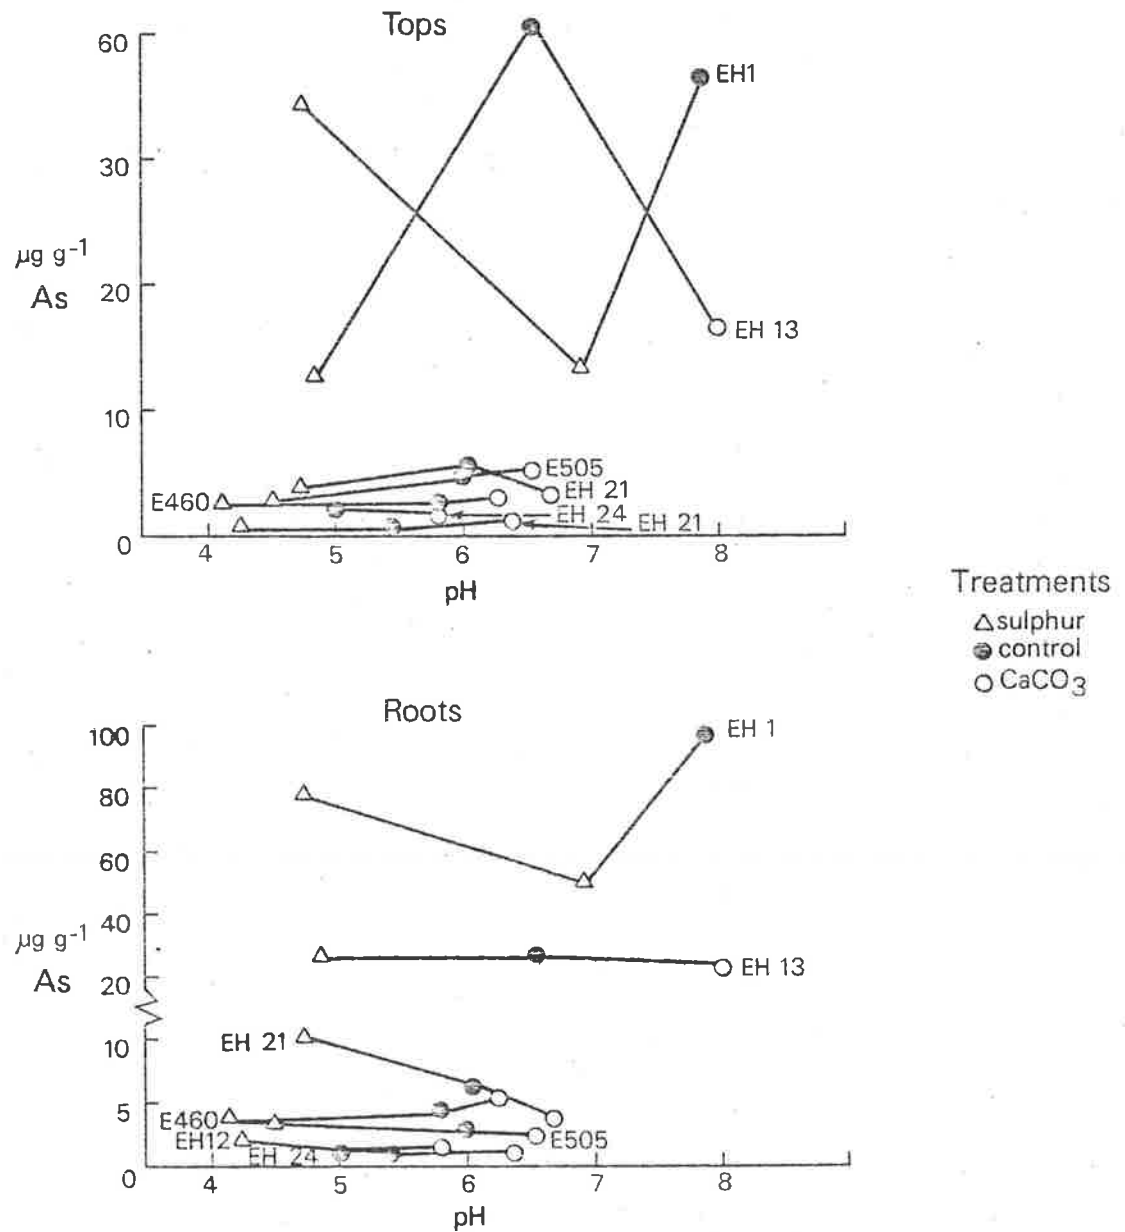 Tops
60
EH1
30
µg g-1
As
20
EH 13
10
E505
E460
EH 21
EH 24
EH 21
0
4 5 6 7 8
pH
Treatments
sulphur
control
CaCO3
Roots
100
EH 1
80
60
40
µg g-1
As
20
EH 13
EH 21
10
5
E460
EH12
E505
EH 24
0
4 5 6 7 8
pH